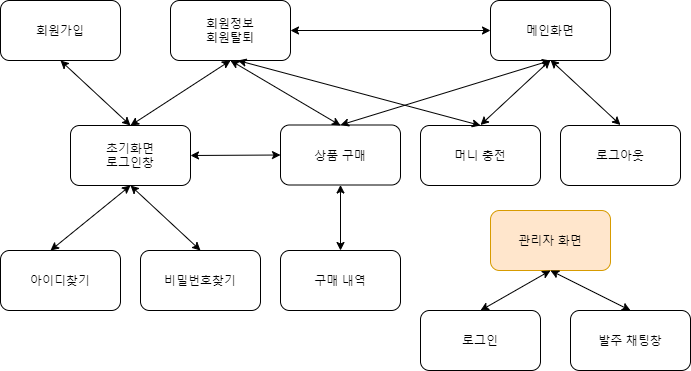 회원가입
회원정보
회원탈퇴
메인화면
초기화면
로그인창
상품 구매
머니 충전
로그아웃
관리자 화면
아이디찾기
비밀번호찾기
구매 내역
로그인
발주 채팅창